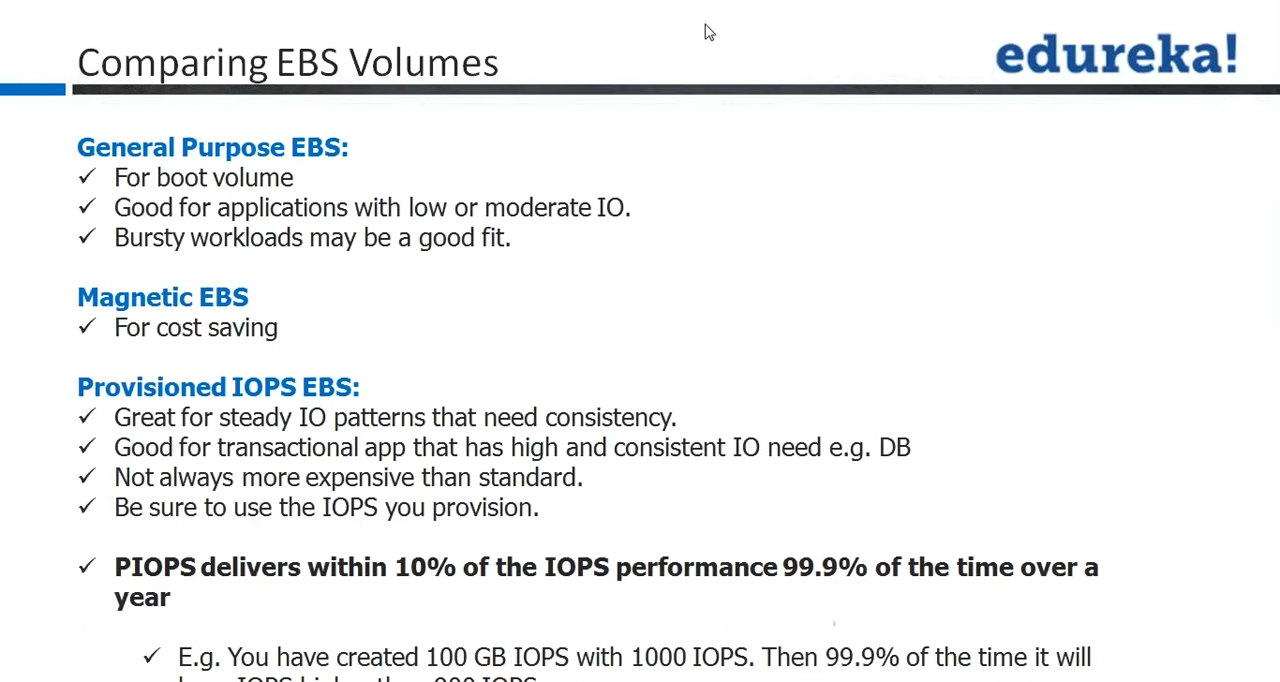 Comparing EBS Volumes
edureka!
General Purpose EBS:
✓ For boot volume
✓ Good for applications with low or moderate IO.
✓ Bursty workloads may be a good fit.
Magnetic EBS
✓ For cost saving
Provisioned IOPS EBS:
✓ Great for steady IO patterns that need consistency.
✓ Good for transactional app that has high and consistent IO need e.g. DB
✓ Not always more expensive than standard.
✓ Be sure to use the IOPS you provision.
✓ PIOPS delivers within 10% of the IOPS performance 99.9% of the time over a
year
✓ E.g. You have created 100 GB IOPS with 1000 IOPS. Then 99.9% of the time it will
IOPS IOPS